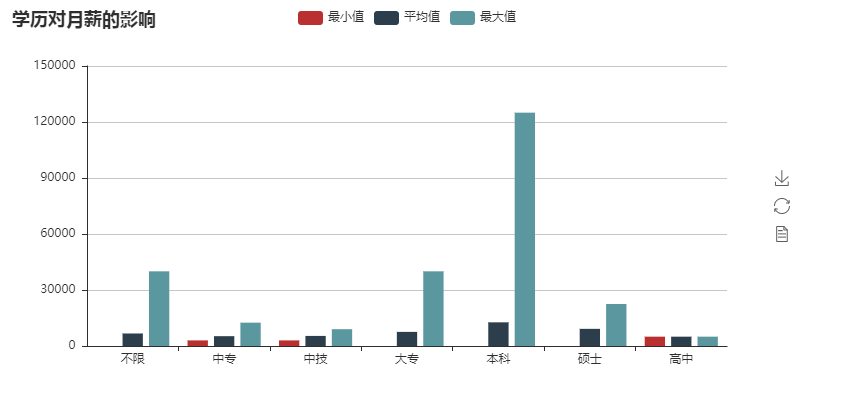 学历对月薪的影响
最小值 平均值 最大值
150000
120000
90000
60000
30000
0
不限 中专 中技 大专 本科 硕士 高中